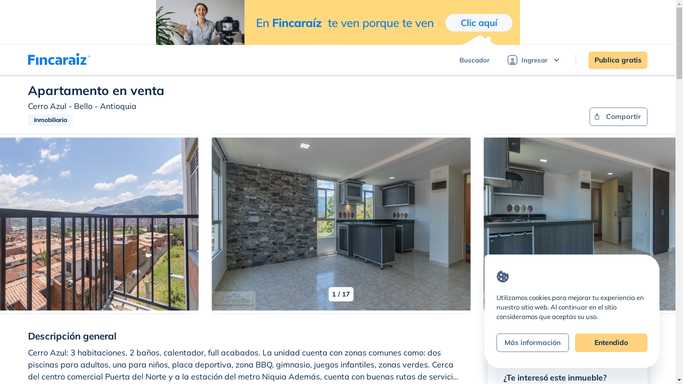 En Fincaraíz te ven porque te ven
Clic aquí
Fincaraiz
Buscador
Ingresar
Publica gratis
Apartamento en venta
Cerro Azul - Bello - Antioquia
Inmobiliaria
Compartir
1 / 17
Descripción general
Cerro Azul: 3 habitaciones, 2 baños, calentador, full acabados. La unidad cuenta con zonas comunes como: dos
piscinas para adultos, una para niños, placa deportiva, zona BBQ, gimnasio, juegos infantiles, zonas verdes. Cerca
del centro comercial Puerta del Norte y a la estación del metro Niquia Además, cuenta con buenas rutas de servici...
Utilizamos cookies para mejorar tu experiencia en
nuestro sitio web. Al continuar en el sitio
consideramos que aceptas su uso.
Más información
Entendido
¿Te interesó este inmueble?